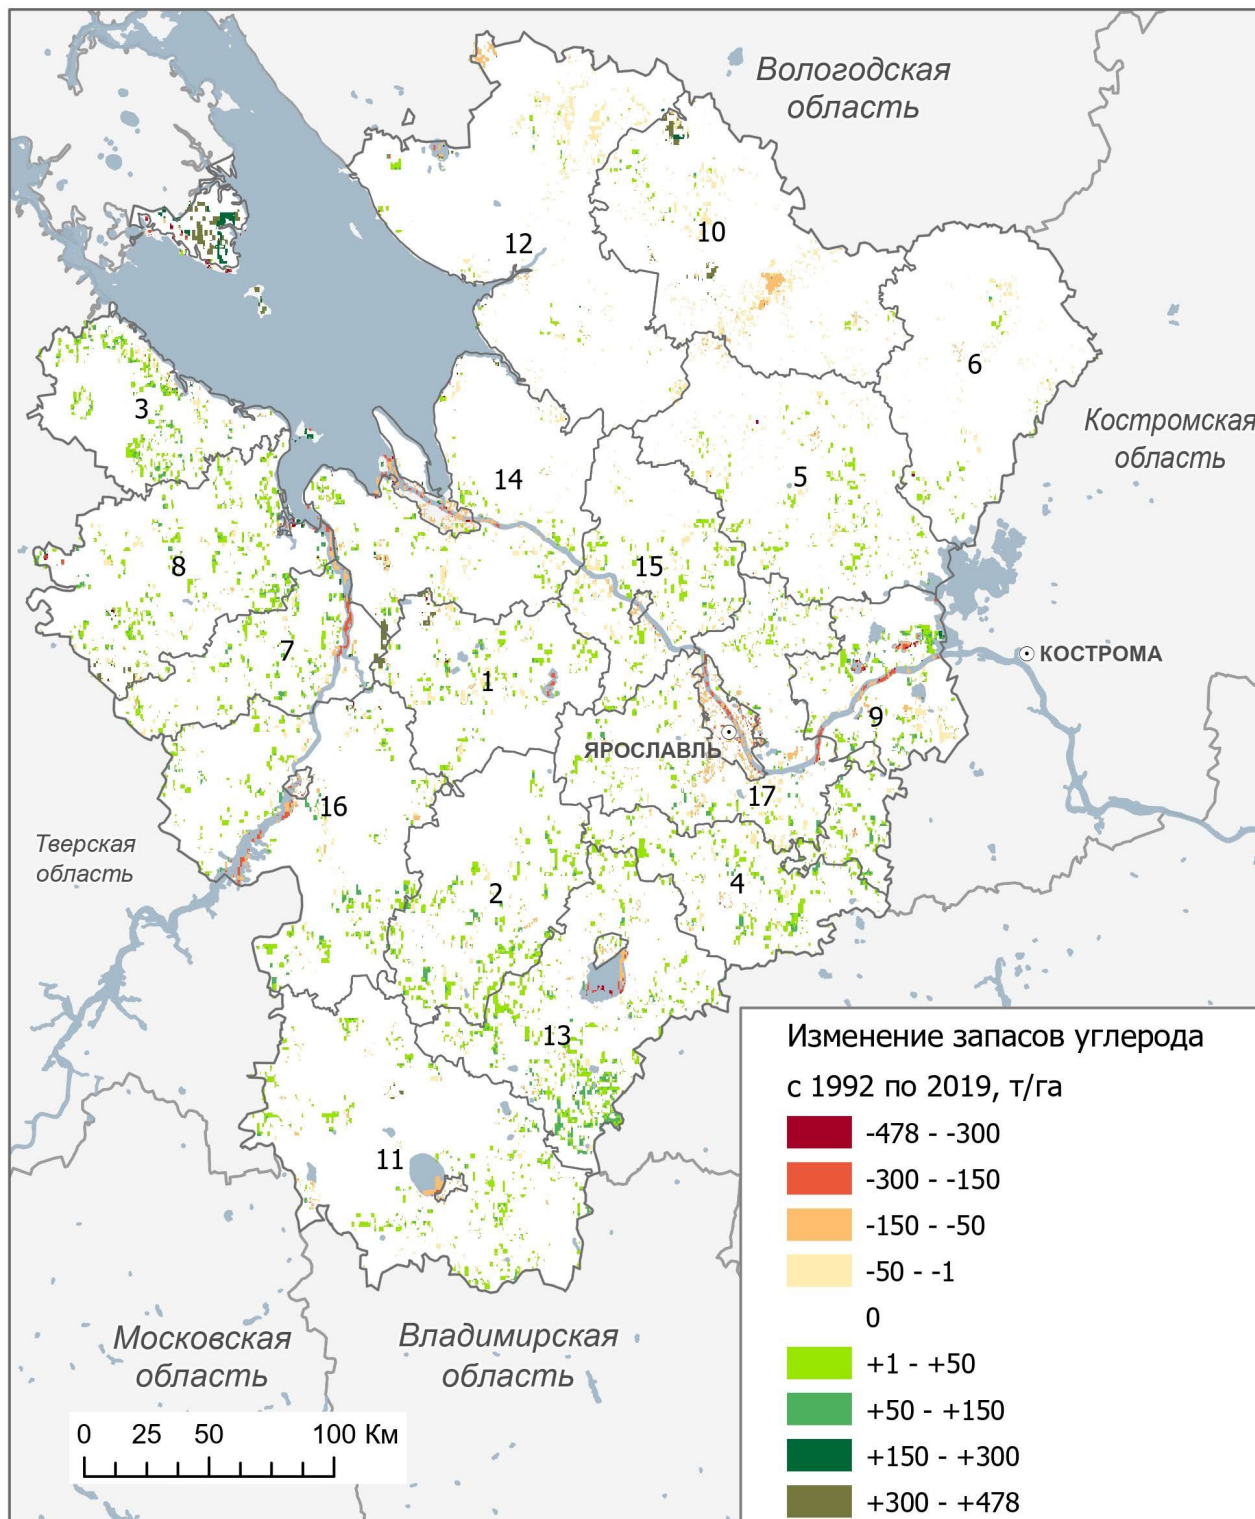 Вологодская
область
12
10
6
3
Костромская
область
5
14
8
15
7
КОСТРОМА
1
9
ЯРОСЛАВЛЬ
17
16
Тверская
область
4
2
13
11
Московская
область
Владимирская
область
0 25 50 100 Км
Изменение запасов углерода
с 1992 по 2019, т/га
-478 - -300
-300 - -150
-150 - -50
-50 - -1
0
+1 - +50
+50 - +150
+150 - +300
+300 - +478